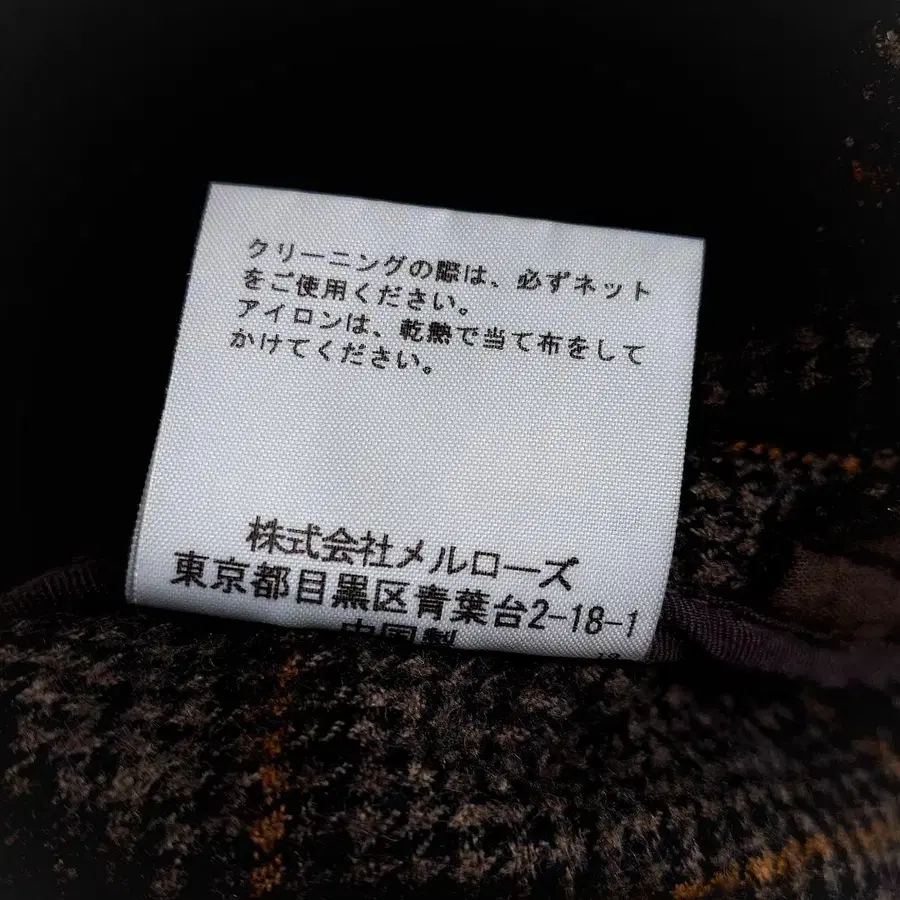 クリーニングの際は、必ずネット
をご使用ください。
アイロンは、乾熱で当て布をして
かけてください。
株式会社メルローズ
東京都目黒区青葉台2-18-1
中国製